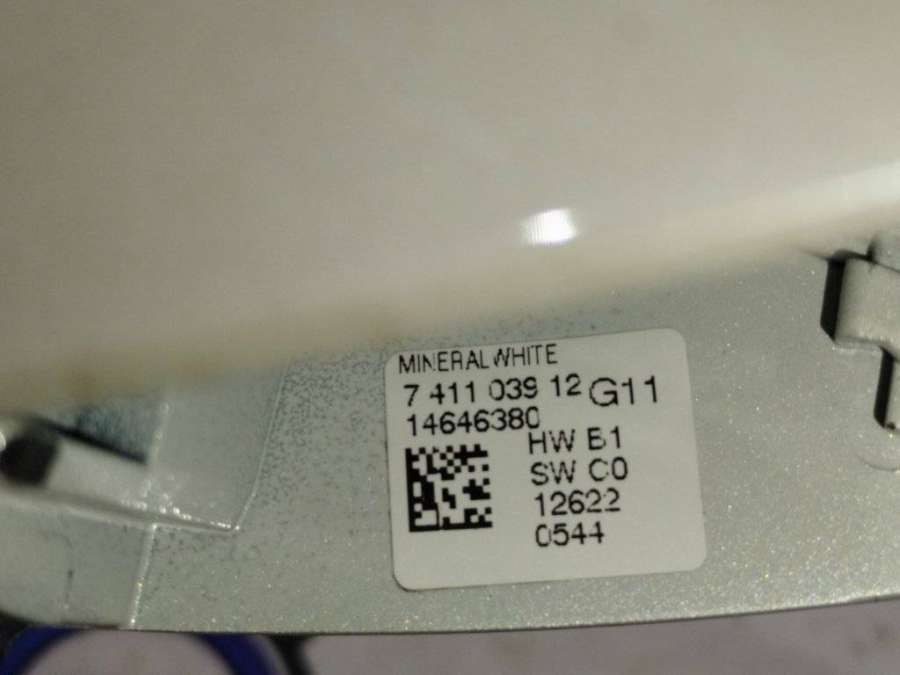 MINERALWHITE
7 411 039 12 G11
14646380
HW B1
SW C0
12622
0544